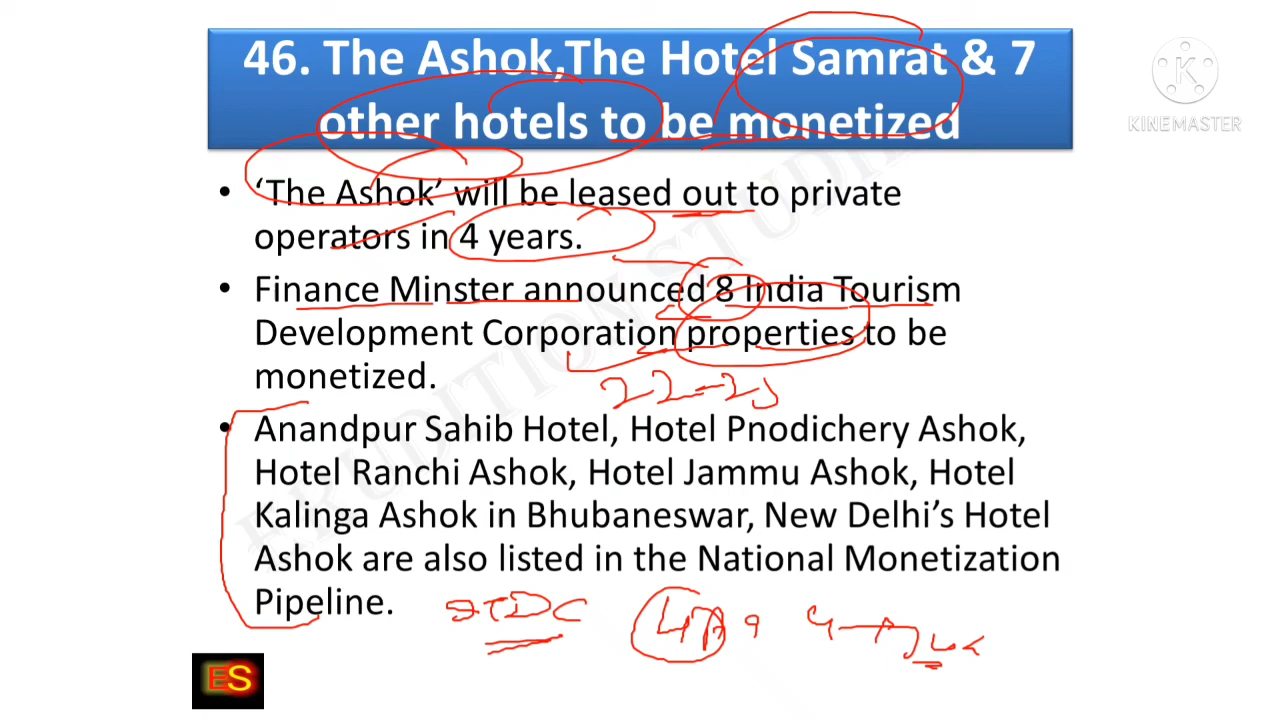 46. The Ashok,The Hotel Samrat & 7
other hotels to be monetized
KINEMASTER
• ‘The Ashok’ will be leased out to private
operators in 4 years.
• Finance Minster announced 8 India Tourism
Development Corporation properties to be
monetized.
22-25
• Anandpur Sahib Hotel, Hotel Pnodichery Ashok,
Hotel Ranchi Ashok, Hotel Jammu Ashok, Hotel
Kalinga Ashok in Bhubaneswar, New Delhi’s Hotel
Ashok are also listed in the National Monetization
Pipeline.
ITDC
ES